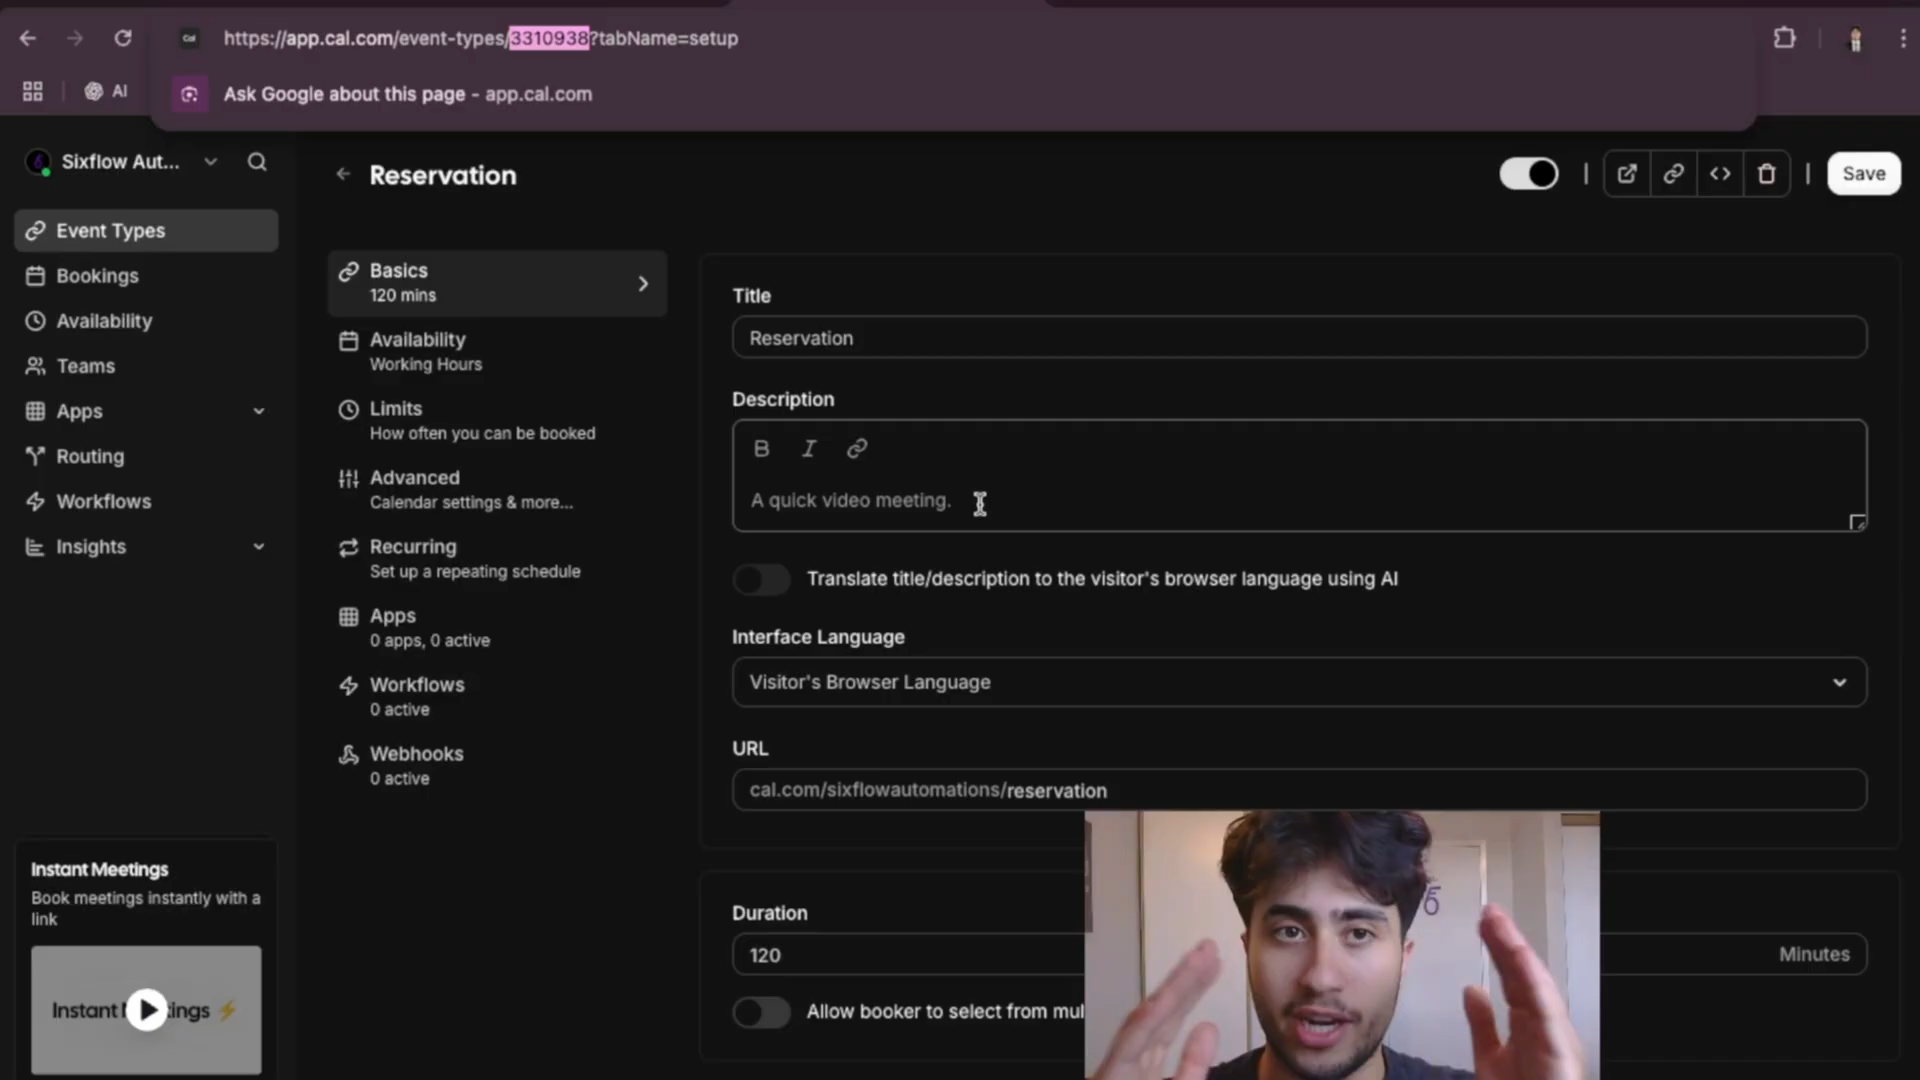 https://app.cal.com/event-types/3310938?tabName=setup
AI
Ask Google about this page - app.cal.com
Sixflow Aut...
Reservation
Save
Event Types
Bookings
Availability
Teams
Apps
Routing
Workflows
Insights
Instant Meetings
Book meetings instantly with a
link
Instant
ings ⚡
Basics
120 mins
Availability
Working Hours
Limits
How often you can be booked
Advanced
Calendar settings & more...
Recurring
Set up a repeating schedule
Apps
0 apps, 0 active
Workflows
0 active
Webhooks
0 active
Title
Reservation
Description
B I
A quick video meeting.
Translate title/description to the visitor's browser language using AI
Interface Language
Visitor's Browser Language
URL
cal.com/sixflowautomations/reservation
Duration
120
Minutes
Allow booker to select from mul
6